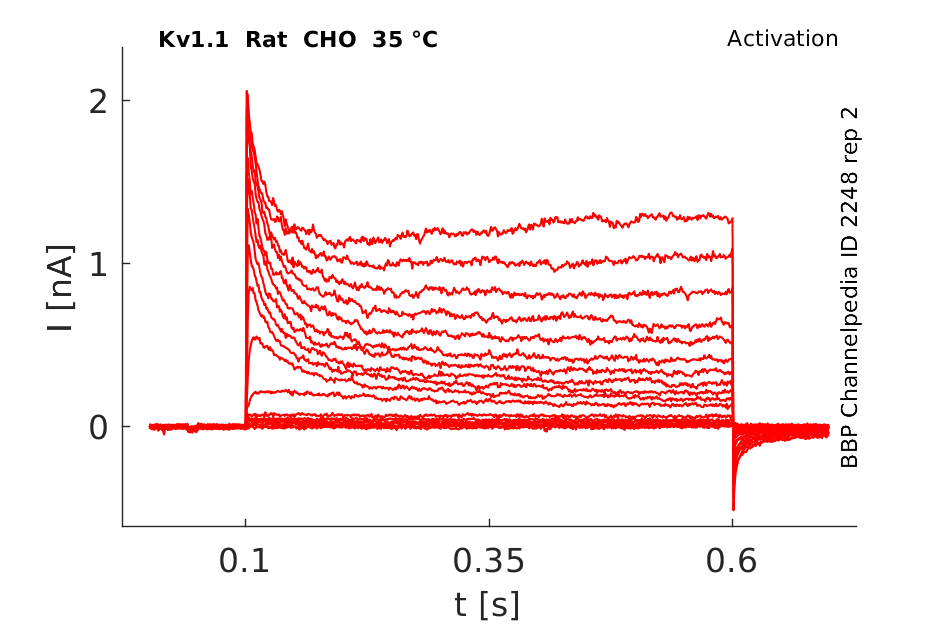 Kv1.1 Rat CHO 35 °C
Activation
2
1
0
I [nA]
0.1
0.35
0.6
t [s]
BBP Channelpedia ID 2248 rep 2